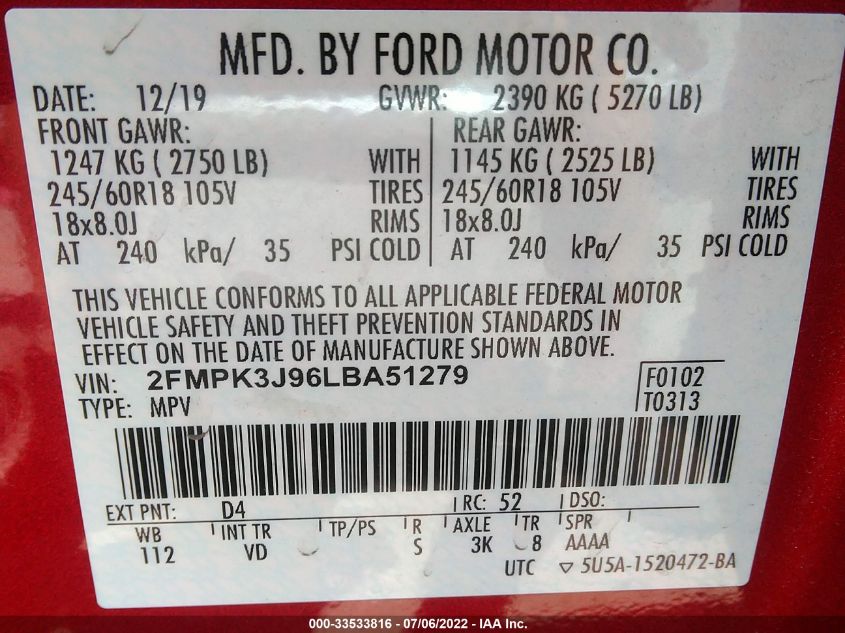 MFD. BY FORD MOTOR CO.
DATE: 12/19 GVWR: 2390 KG ( 5270 LB)
FRONT GAWR: REAR GAWR:
1247 KG ( 2750 LB) WITH 1145 KG ( 2525 LB) WITH
245/60R18 105V TIRES 245/60R18 105V TIRES
18x8.0J RIMS 18x8.0J RIMS
AT 240 kPa/ 35 PSI COLD AT 240 kPa/ 35 PSI COLD
THIS VEHICLE CONFORMS TO ALL APPLICABLE FEDERAL MOTOR
VEHICLE SAFETY AND THEFT PREVENTION STANDARDS IN
EFFECT ON THE DATE OF MANUFACTURE SHOWN ABOVE.
VIN: 2FMPK3J96LBA51279 F0102
TYPE: MPV T0313
EXT PNT: D4 RC: 52 DSO:
WB INT TR TP/PS R AXLE TR SPR
112 VD S 3K 8 AAAA
UTC ▽ 5U5A-1520472-BA
000-33533816 - 07/06/2022 - IAA Inc.